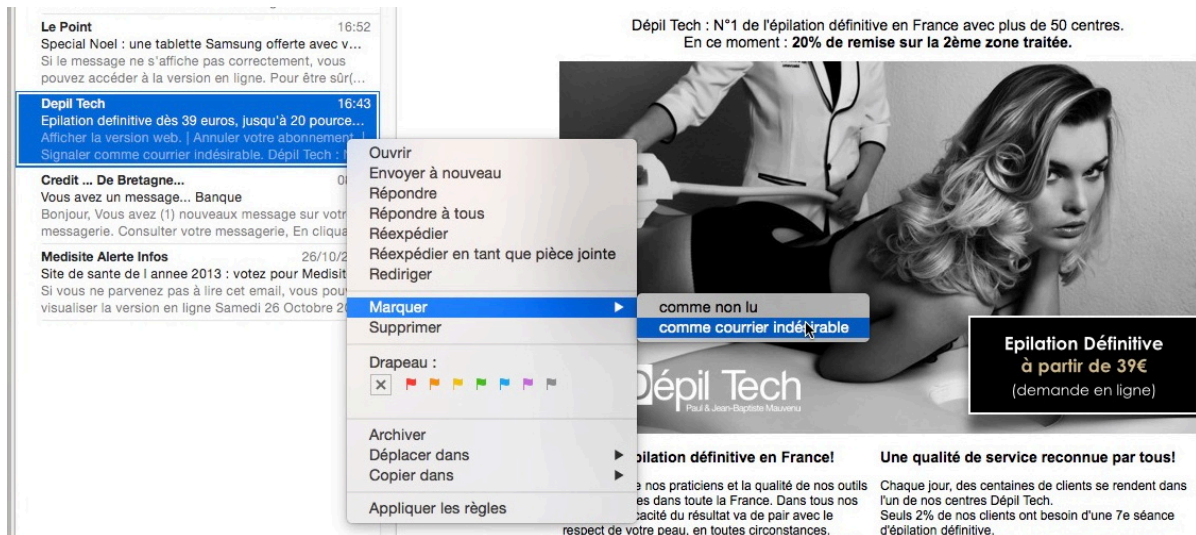 Le Point 16:52
Special Noel : une tablette Samsung offerte avec v...
Si le message ne s'affiche pas correctement, vous
pouvez accéder à la version en ligne. Pour être sûr(...
Depil Tech 16:43
Epilation definitive dès 39 euros, jusqu'à 20 pource...
Afficher la version web. | Annuler votre abonnement. |
Signaler comme courrier indésirable. Dépil Tech :
Credit ... De Bretagne...
Vous avez un message... Banque
Bonjour, Vous avez (1) nouveaux message sur votr
messagerie. Consulter votre messagerie, En cliqua
Medisite Alerte Infos 26/10/2
Site de sante de l annee 2013 : votez pour Medisit
Si vous ne parvenez pas à lire cet email, vous pou
visualiser la version en ligne Samedi 26 Octobre 2
Ouvrir
Envoyer à nouveau
Répondre
Répondre à tous
Réexpédier
Réexpédier en tant que pièce jointe
Rediriger
Marquer
Supprimer
Drapeau :
Archiver
Déplacer dans
Copier dans
Appliquer les règles
comme non lu
comme courrier indésirable
Dépil Tech : N°1 de l'épilation définitive en France avec plus de 50 centres.
En ce moment : 20% de remise sur la 2ème zone traitée.
Epilation Définitive
à partir de 39€
(demande en ligne)
Dépil Tech
Paul & Jean-Baptiste Mauvenu
pilation définitive en France!
nos praticiens et la qualité de nos outils
es dans toute la France. Dans tous nos
cacité du résultat va de pair avec le
respect de votre peau, en toutes circonstances.
Une qualité de service reconnue par tous!
Chaque jour, des centaines de clients se rendent dans
l'un de nos centres Dépil Tech.
Seuls 2% de nos clients ont besoin d'une 7e séance
d'épilation définitive.